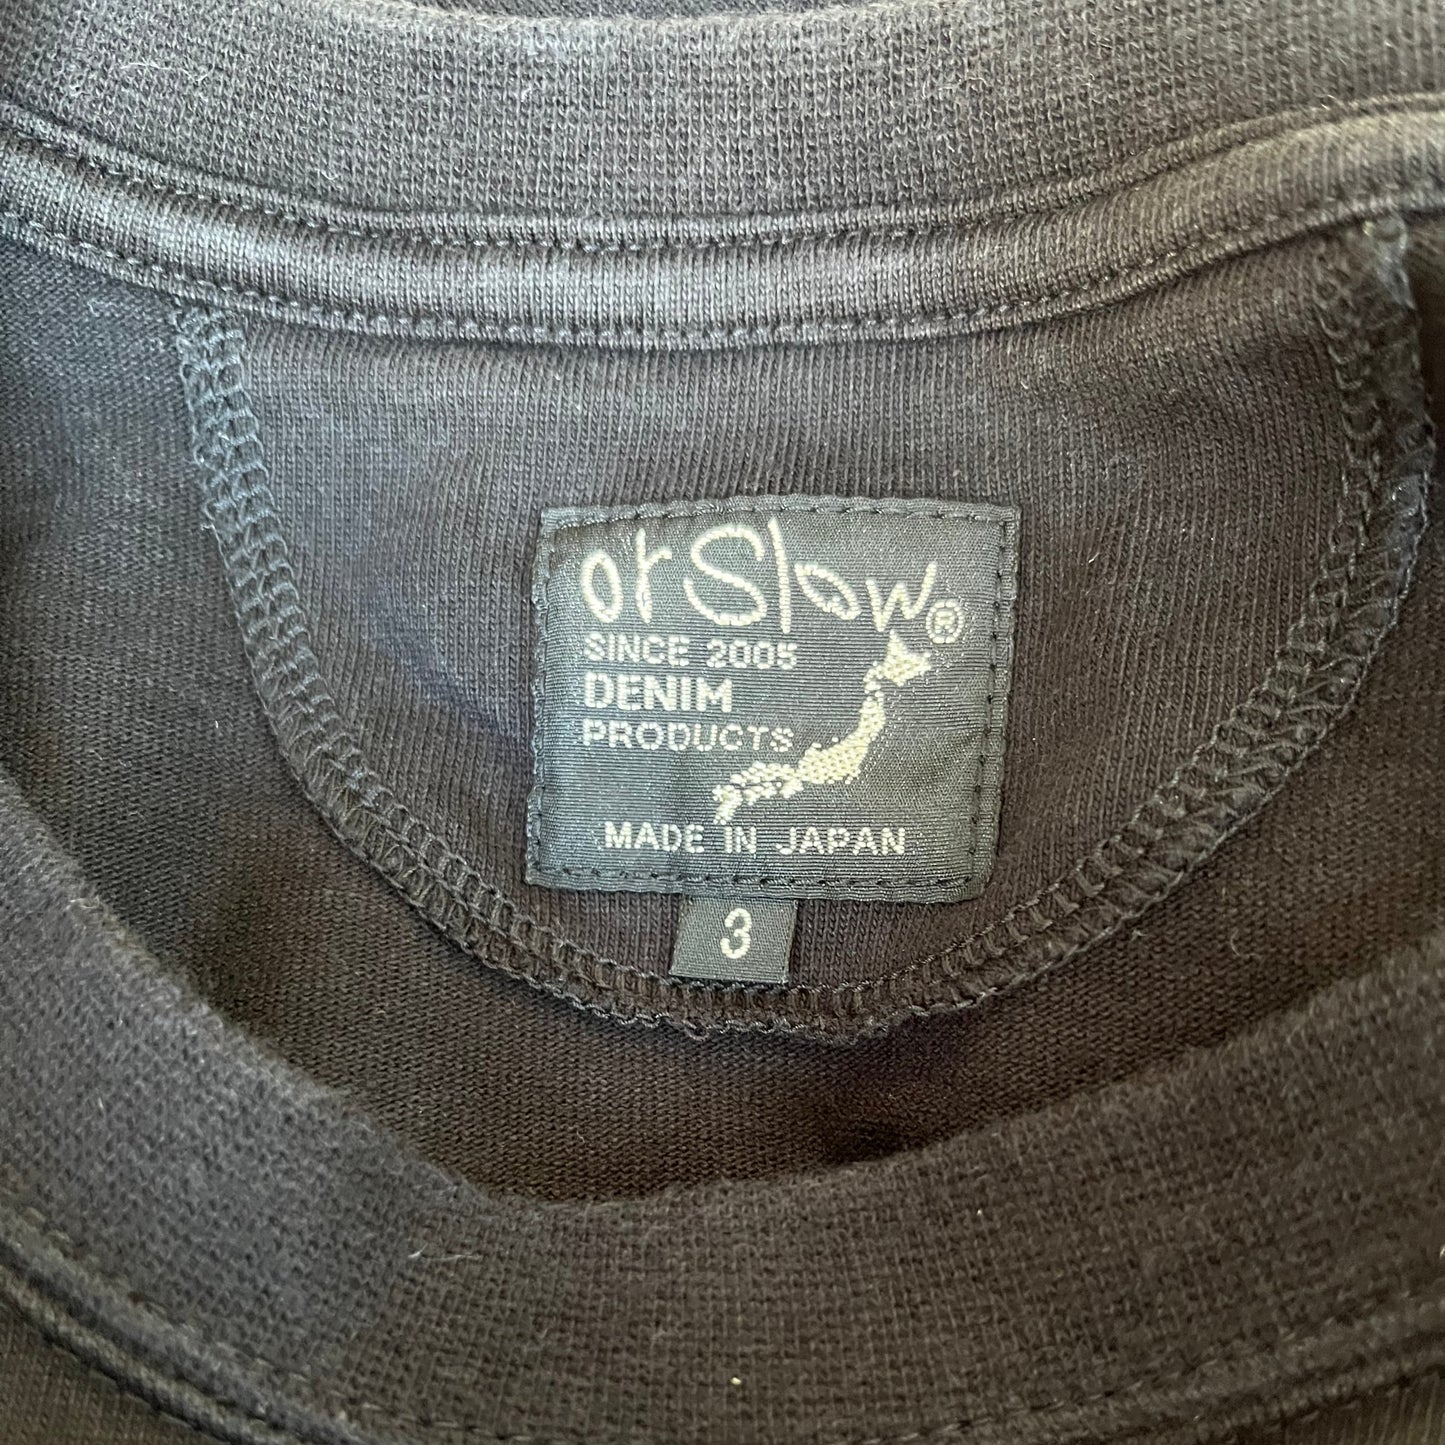 orSlow®
SINCE 2005
DENIM
PRODUCTS
MADE IN JAPAN
3